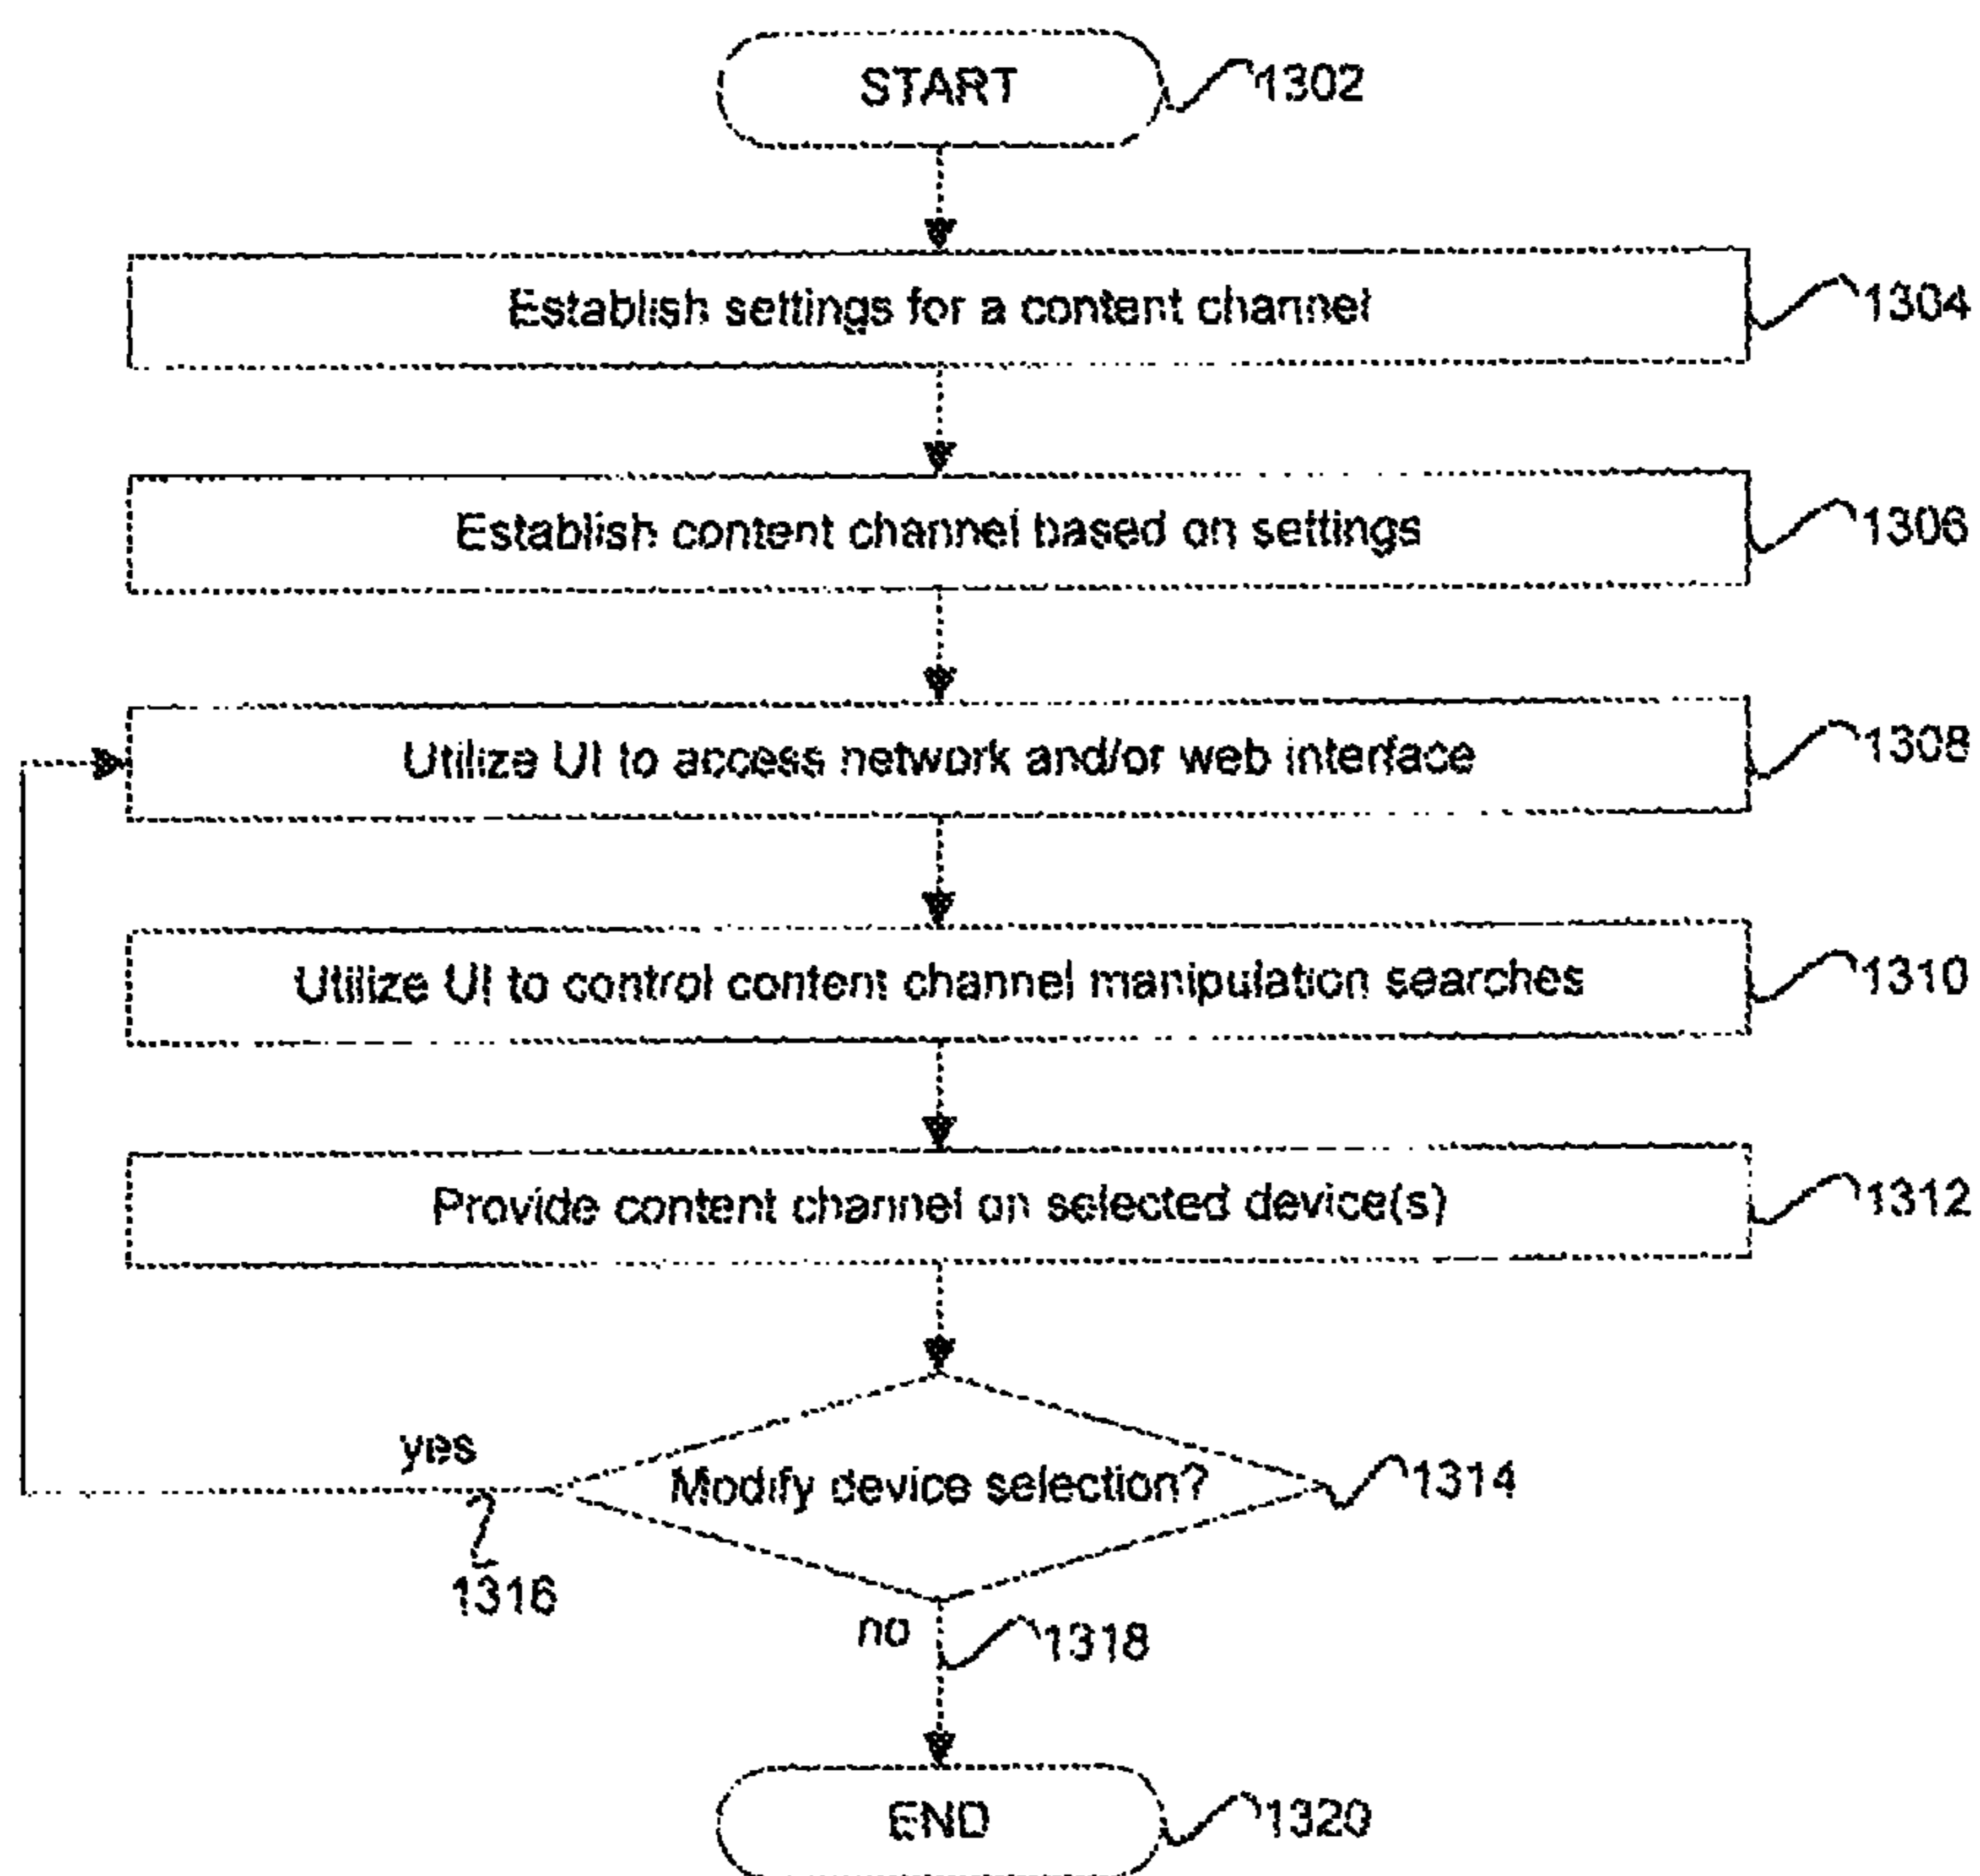 START
1302
Establish settings for a content channel
1304
Establish content channel based on settings
1306
Utilize UI to access network and/or web interface
1308
Utilize UI to control content channel manipulation searches
1310
Provide content channel on selected device(s)
1312
yes
Modify device selection?
1314
1316
no
1318
END
1320